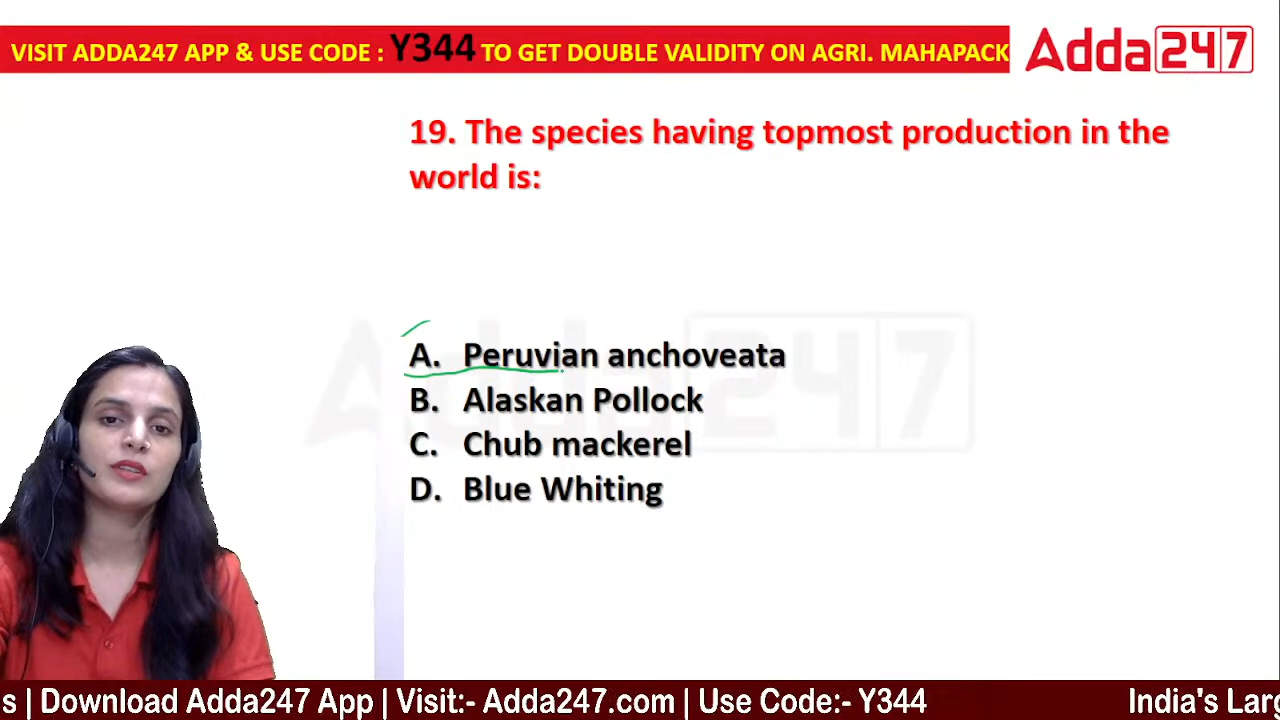 VISIT ADDA247 APP & USE CODE : Y344 TO GET DOUBLE VALIDITY ON AGRI. MAHAPACK
Adda247
19. The species having topmost production in the
world is:
Adda247
A. Peruvian anchoveata
B. Alaskan Pollock
C. Chub mackerel
D. Blue Whiting
s | Download Adda247 App | Visit:- Adda247.com | Use Code:- Y344
India's Larg